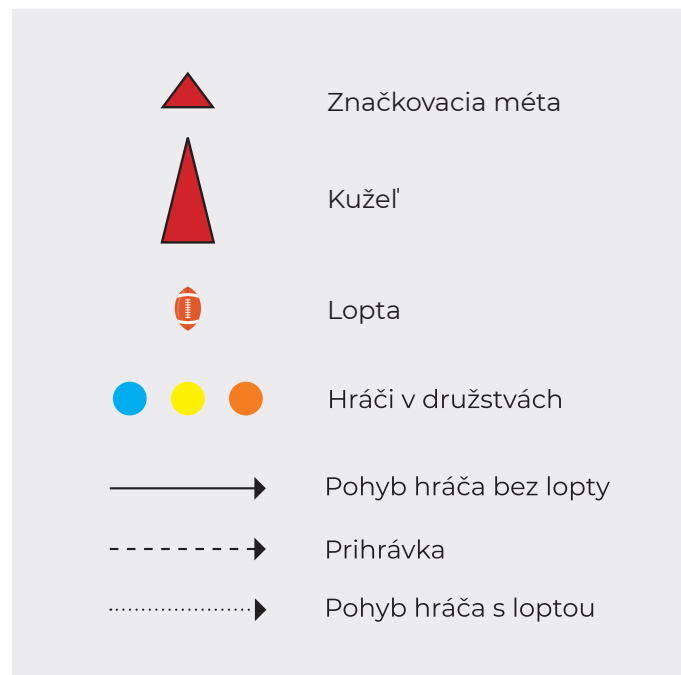 Značkovacia méta
Kužeľ
Lopta
Hráči v družstvách
Pohyb hráča bez lopty
Prihrávka
Pohyb hráča s loptou